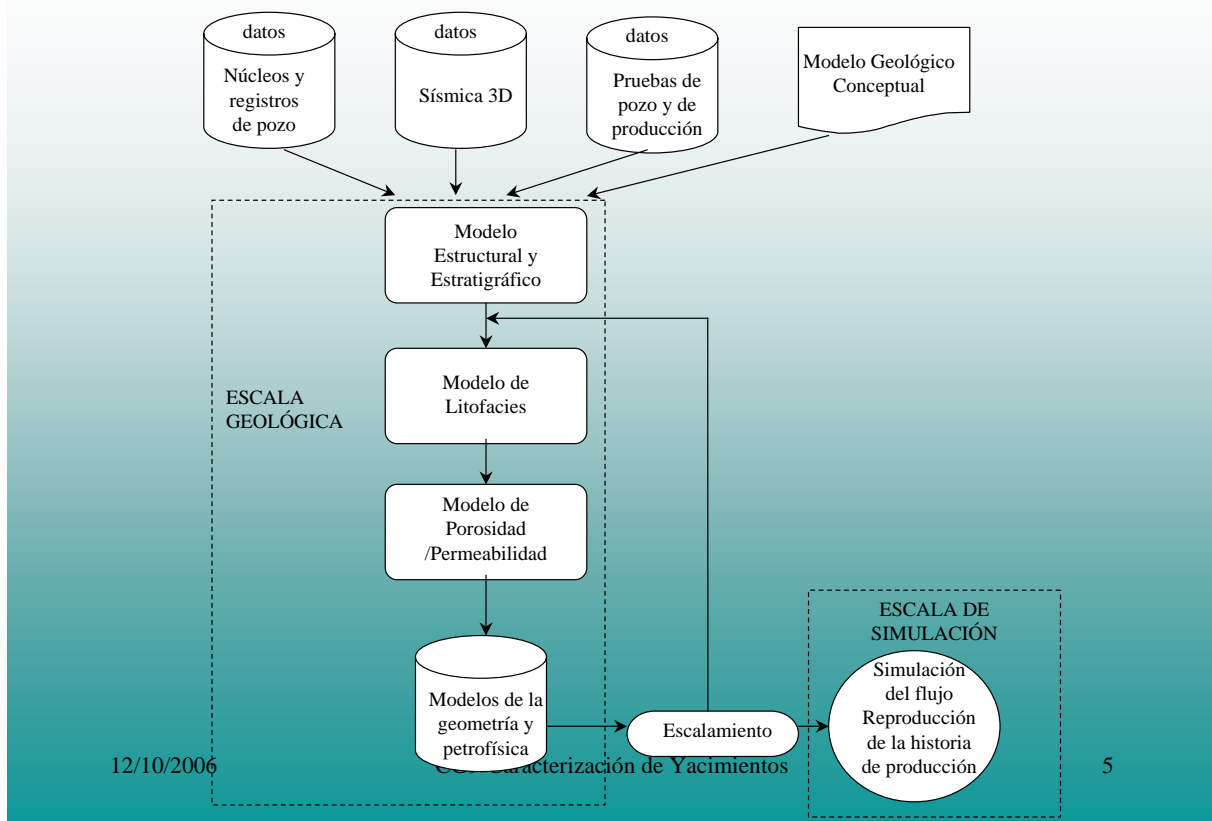 datos
Núcleos y
registros
de pozo
datos
Sísmica 3D
datos
Pruebas de
pozo y de
producción
Modelo Geológico
Conceptual
Modelo
Estructural y
Estratigráfico
ESCALA
GEOLÓGICA
Modelo de
Litofacies
Modelo de
Porosidad
/Permeabilidad
Modelos de la
geometría y
petrofísica
Escalamiento
ESCALA DE
SIMULACIÓN
Simulación
del flujo
Reproducción
de la historia
de producción
12/10/2006
Caracterización de Yacimientos
5